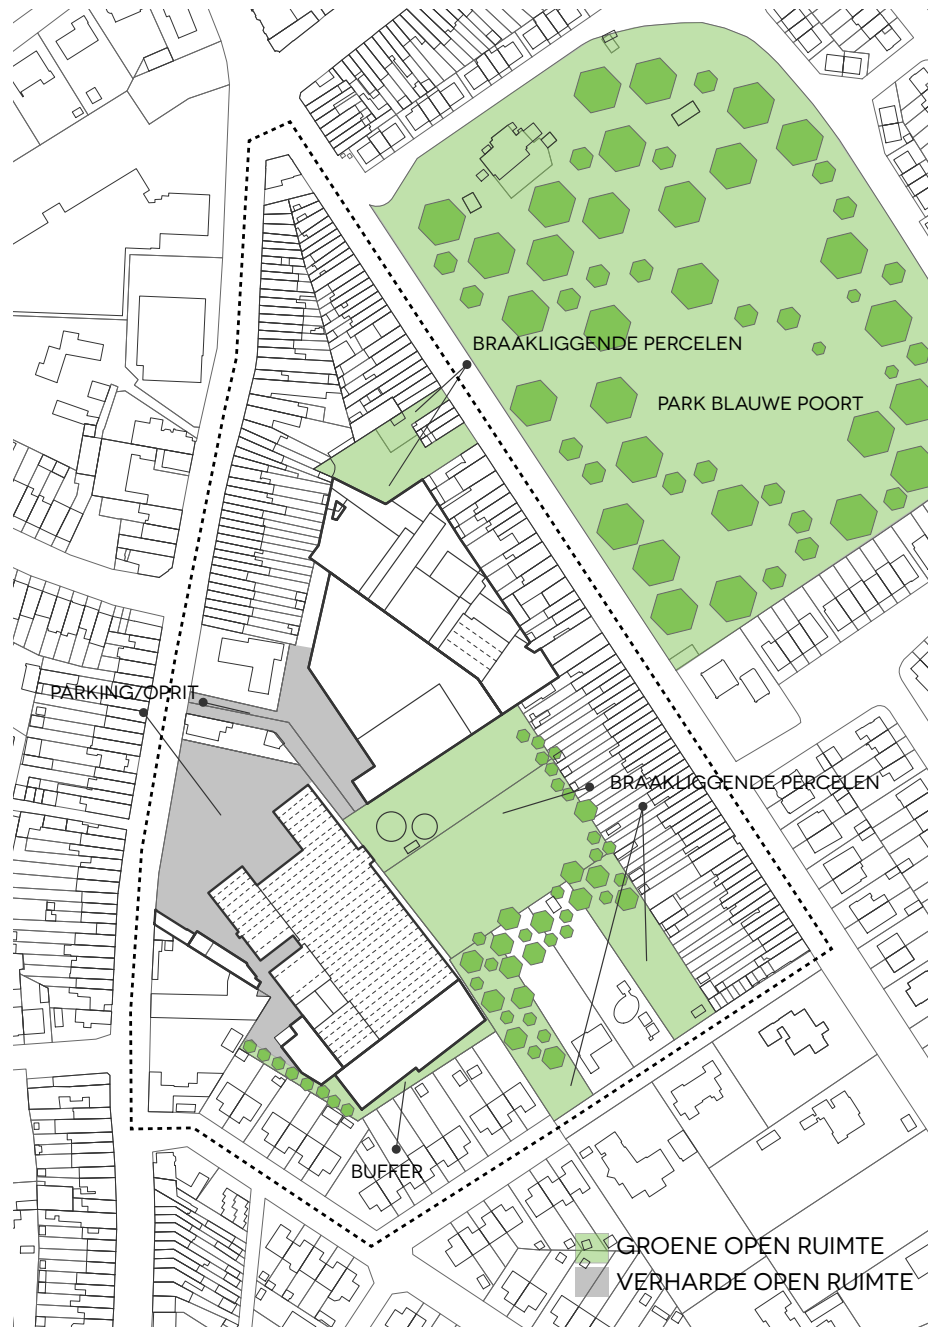 BRAAKLIGGENDE PERCELEN
PARK BLAUWE POORT
PARKING/OPRIT
BRAAKLIGGENDE PERCELEN
BUFFER
GROENE OPEN RUIMTE
VERHARDE OPEN RUIMTE